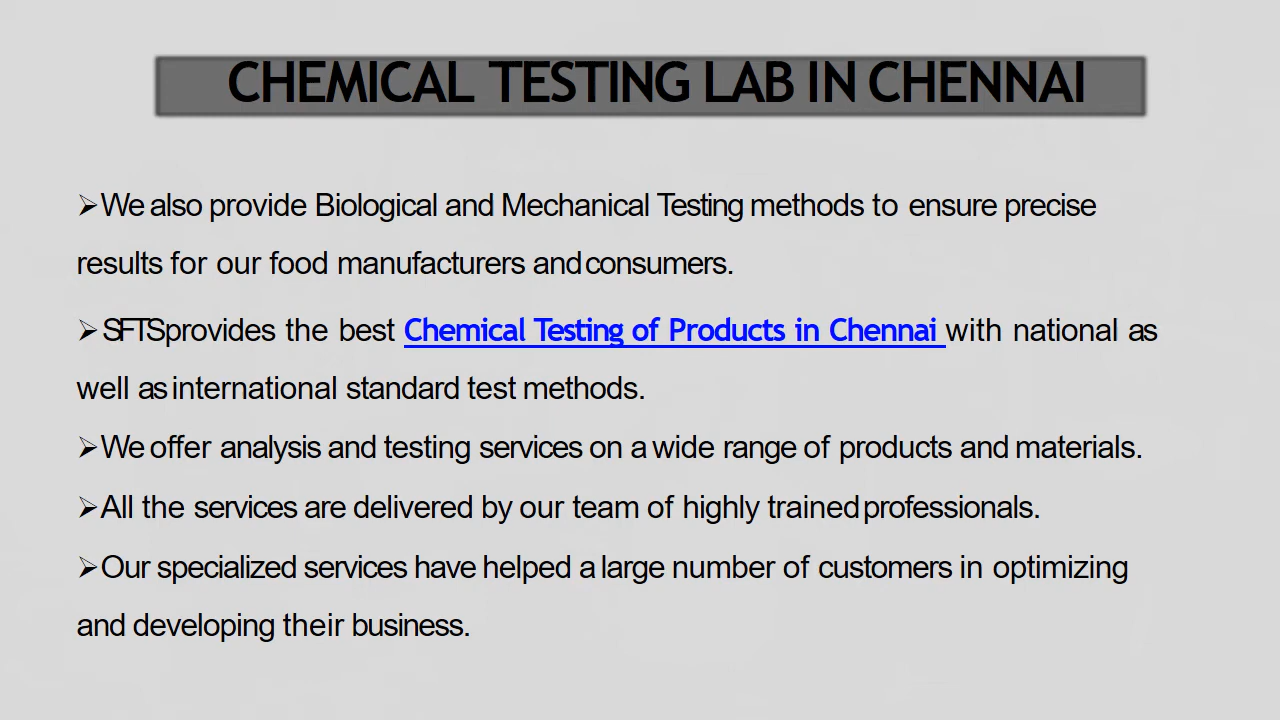 CHEMICAL TESTING LAB IN CHENNAI
➢We also provide Biological and Mechanical Testing methods to ensure precise
results for our food manufacturers and consumers.
➢SFTS provides the best Chemical Testing of Products in Chennai with national as
well as international standard test methods.
➢We offer analysis and testing services on a wide range of products and materials.
➢All the services are delivered by our team of highly trained professionals.
➢Our specialized services have helped a large number of customers in optimizing
and developing their business.